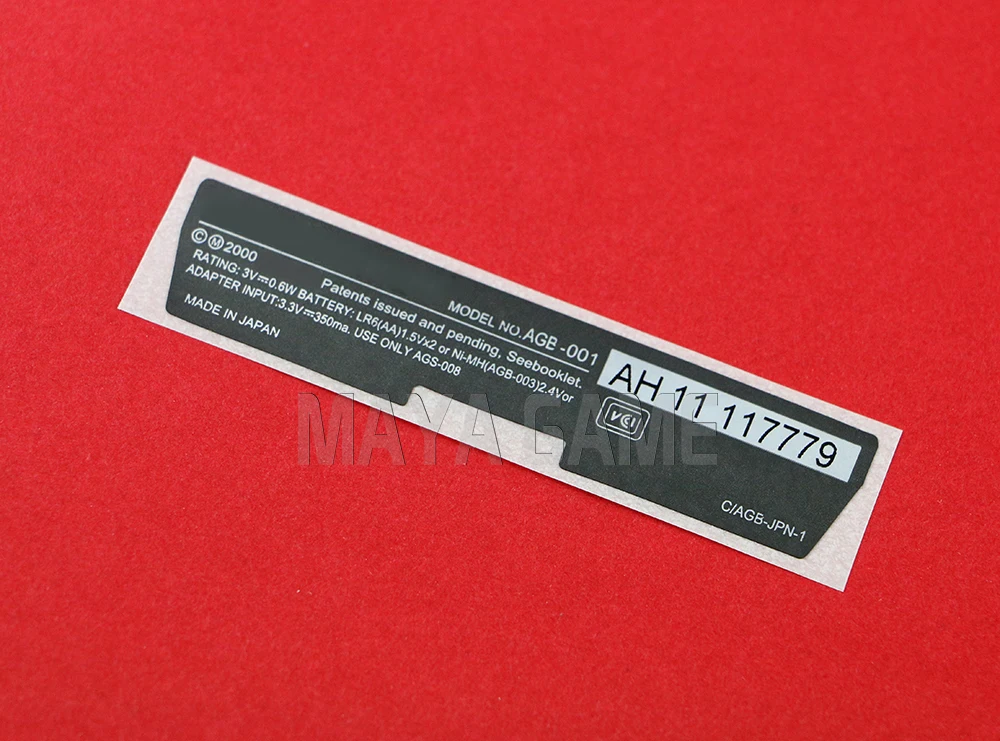 MODEL NO.AGB-001
©Ⓜ2000 Patents issued and pending, Seebooklet.
RATING: 3V⎓0.6W BATTERY: LR6(AA)1.5Vx2 or Ni-MH(AGB-003)2.4Vor
ADAPTER INPUT:3.3V⎓350ma. USE ONLY AGS-008
MADE IN JAPAN
AH 11 117779
VCI
C/AGB-JPN-1
MAYA GAME